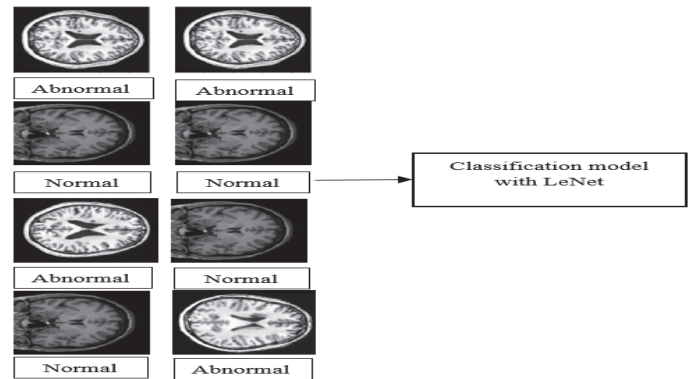 Abnormal
Abnormal
Normal
Normal
Classification model
with LeNet
Abnormal
Normal
Normal
Abnormal